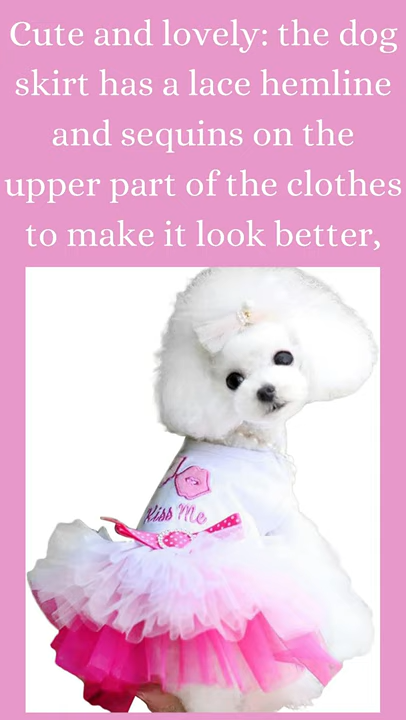 Cute and lovely: the dog
skirt has a lace hemline
and sequins on the
upper part of the clothes
to make it look better,
Kiss Me